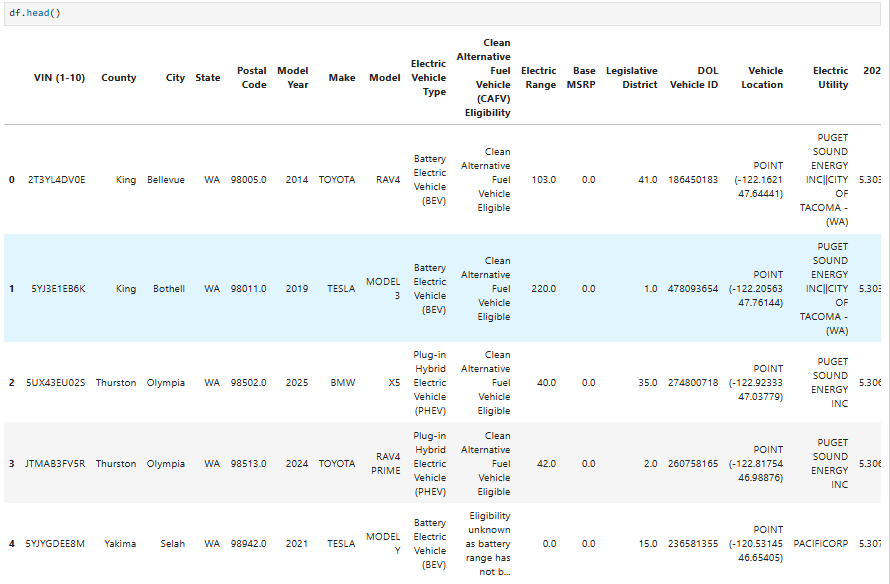 df.head()
VIN (1-10) County City State Postal Code Model Year Make Model Electric Vehicle Type Clean Alternative Fuel Vehicle (CAFV) Eligibility Electric Range Base MSRP Legislative District DOL Vehicle ID Vehicle Location Electric Utility 202
0 2T3YL4DV0E King Bellevue WA 98005.0 2014 TOYOTA RAV4 Battery Electric Vehicle (BEV) Clean Alternative Fuel Vehicle Eligible 103.0 0.0 41.0 186450183 POINT (-122.1621 47.64441) PUGET SOUND ENERGY INC||CITY OF TACOMA - (WA) 5.303
1 5YJ3E1EB6K King Bothell WA 98011.0 2019 TESLA MODEL 3 Battery Electric Vehicle (BEV) Clean Alternative Fuel Vehicle Eligible 220.0 0.0 1.0 478093654 POINT (-122.20563 47.76144) PUGET SOUND ENERGY INC||CITY OF TACOMA - (WA) 5.303
2 5UX43EU02S Thurston Olympia WA 98502.0 2025 BMW X5 Plug-in Hybrid Electric Vehicle (PHEV) Clean Alternative Fuel Vehicle Eligible 40.0 0.0 35.0 274800718 POINT (-122.92333 47.03779) PUGET SOUND ENERGY INC 5.306
3 JTMAB3FV5R Thurston Olympia WA 98513.0 2024 TOYOTA RAV4 PRIME Plug-in Hybrid Electric Vehicle (PHEV) Clean Alternative Fuel Vehicle Eligible 42.0 0.0 2.0 260758165 POINT (-122.81754 46.98876) PUGET SOUND ENERGY INC 5.306
4 5YJYGDEE8M Yakima Selah WA 98942.0 2021 TESLA MODEL Y Battery Electric Vehicle (BEV) Eligibility unknown as battery range has not b... 0.0 0.0 15.0 236581355 POINT (-120.53145 46.65405) PACIFICORP 5.307